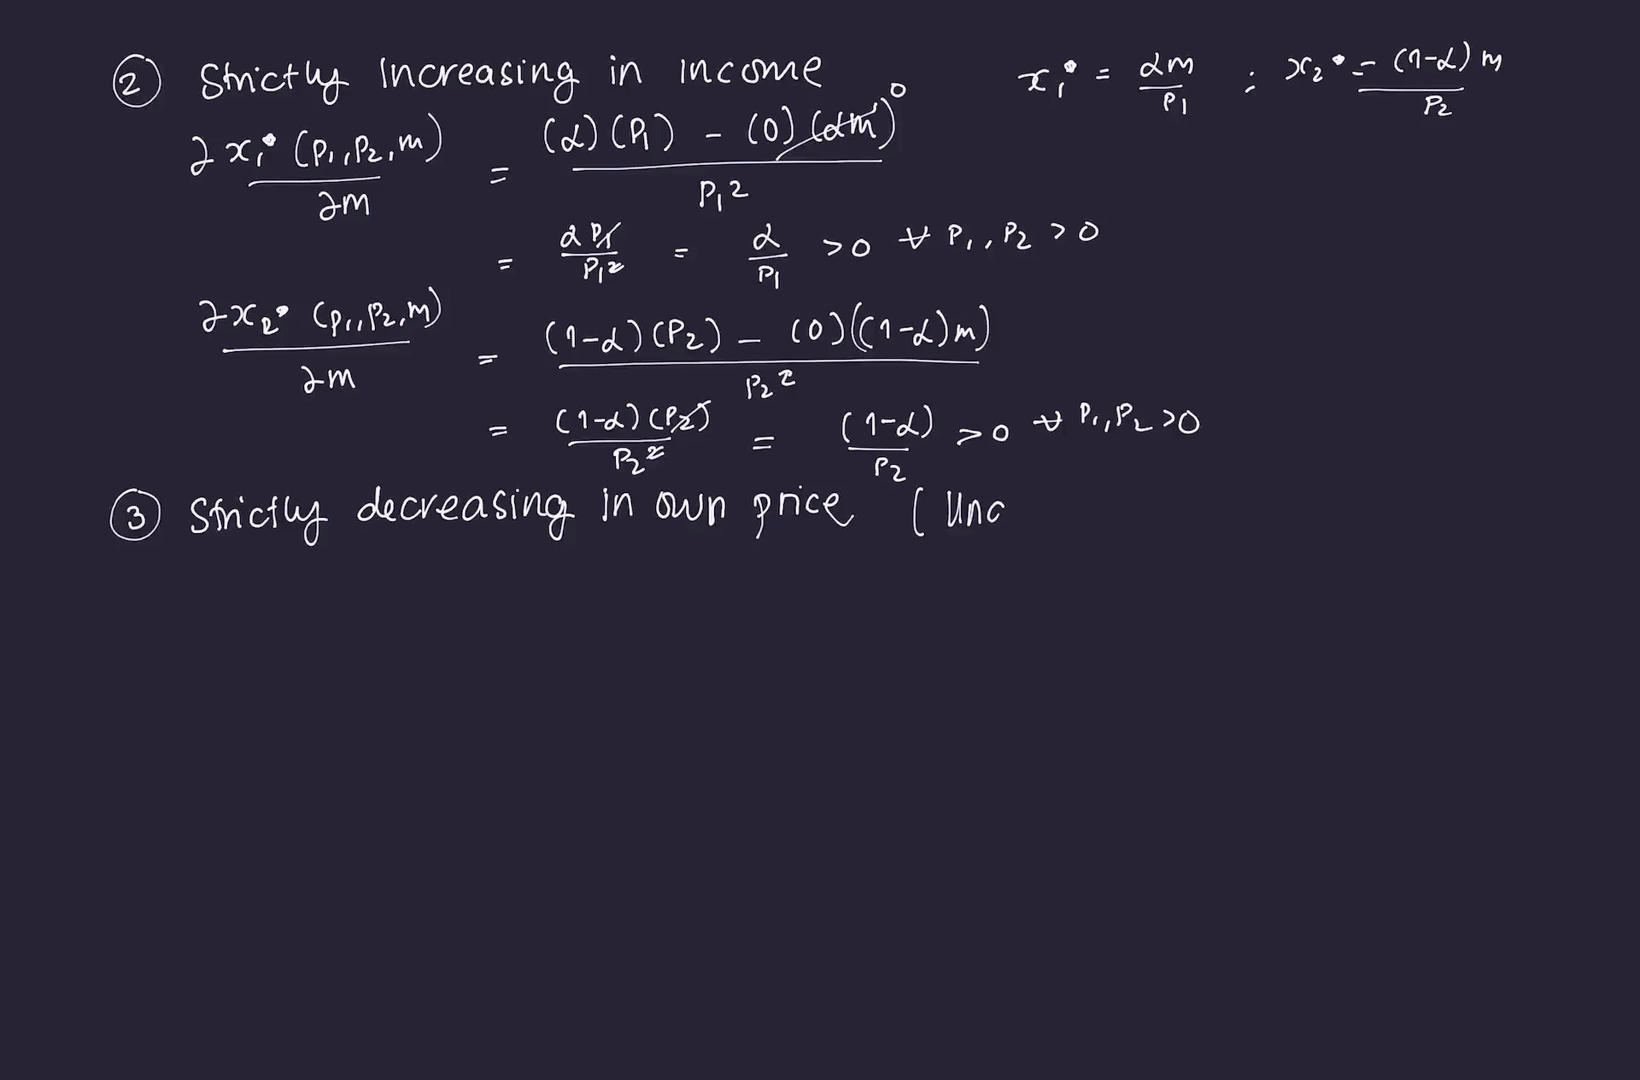 ② Strictly Increasing in income x₁* = αm/P₁ ; x₂* = (1-α)m/P₂
∂x₁*(P₁,P₂,m)/∂m = ((α)(P₁) - (0)(αm)⁰)/P₁²
= αP₁/P₁² = α/P₁ >0 ∀ P₁,P₂ >0
∂x₂*(P₁,P₂,m)/∂m = ((1-α)(P₂) - (0)((1-α)m))/P₂²
= (1-α)(P₂)/P₂² = (1-α)/P₂ >0 ∀ P₁,P₂ >0
③ Strictly decreasing in own price ( Unc